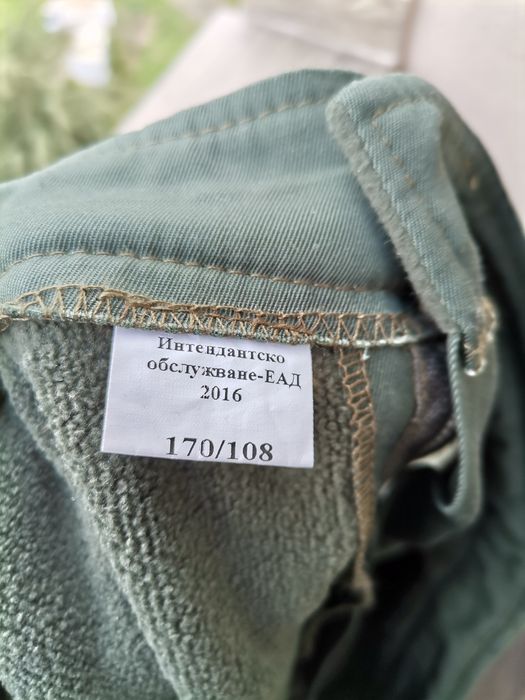 Интендантско
обслужване-ЕАД
2016
170/108